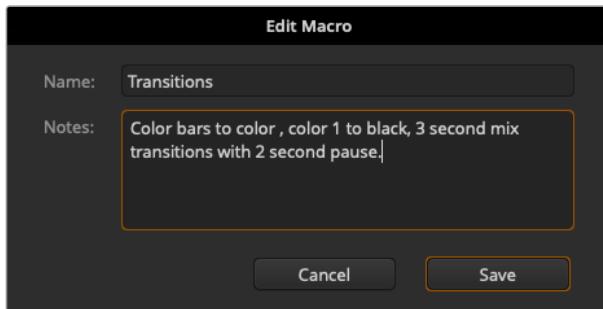 Edit Macro
Name: Transitions
Notes: Color bars to color , color 1 to black, 3 second mix
transitions with 2 second pause.
Cancel Save